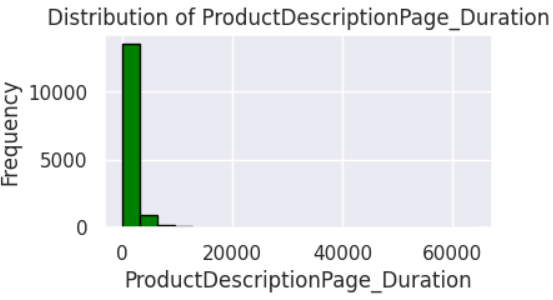 Distribution of ProductDescriptionPage_Duration
Frequency
10000
5000
0
0 20000 40000 60000
ProductDescriptionPage_Duration